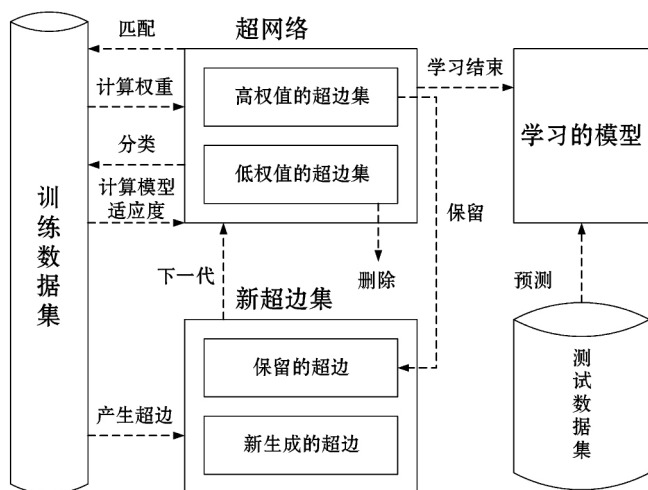 匹配
超网络
计算权重
高权值的超边集
学习结束
学习的模型
分类
低权值的超边集
计算模型
适应度
训练数据集
保留
下一代
删除
预测
新超边集
保留的超边
测试数据集
产生超边
新生成的超边